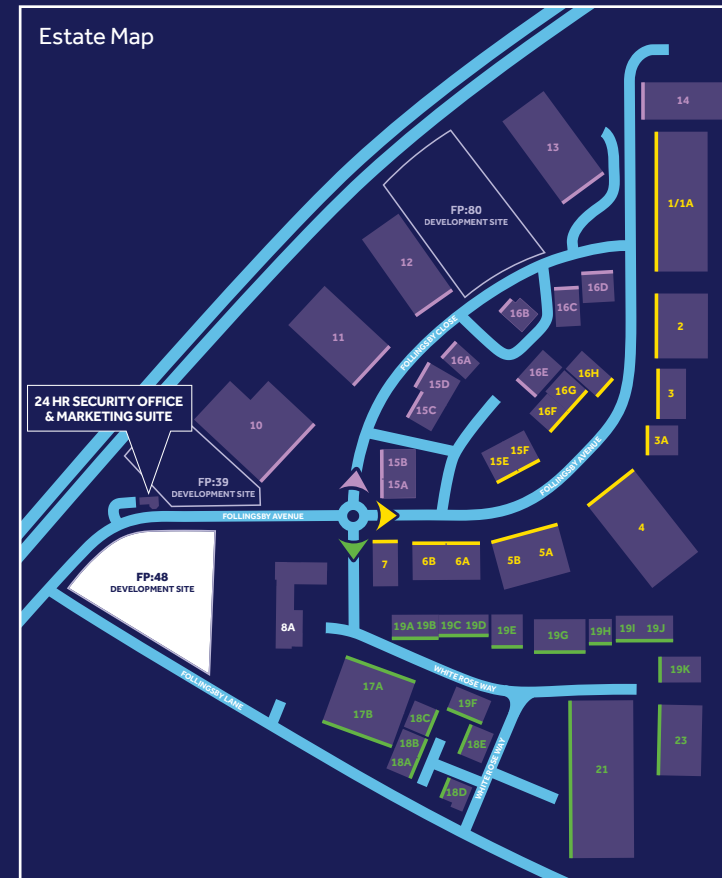 Estate Map
14
13
1/1A
FP:80
DEVELOPMENT SITE
12
16D
16C
16B
2
11
FOLLINGSBY CLOSE
16A
16E
16H
15D
16G
3
15C
16F
24 HR SECURITY OFFICE
& MARKETING SUITE
10
3A
15F
15E
15B
15A
FOLLINGSBY AVENUE
FP:39
DEVELOPMENT SITE
FOLLINGSBY AVENUE
4
7
6B
6A
5B
5A
FP:48
DEVELOPMENT SITE
8A
19A
19B
19C
19D
19E
19G
19H
19I
19J
19K
WHITE ROSE WAY
FOLLINGSBY LANE
17A
17B
19F
18C
18B
18A
18E
18D
WHITE ROSE WAY
21
23